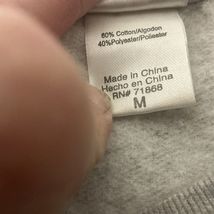 60% Cotton/Algodon
40%Polyester/Poliester
Made in China
Hecho en China
RN# 71868
M